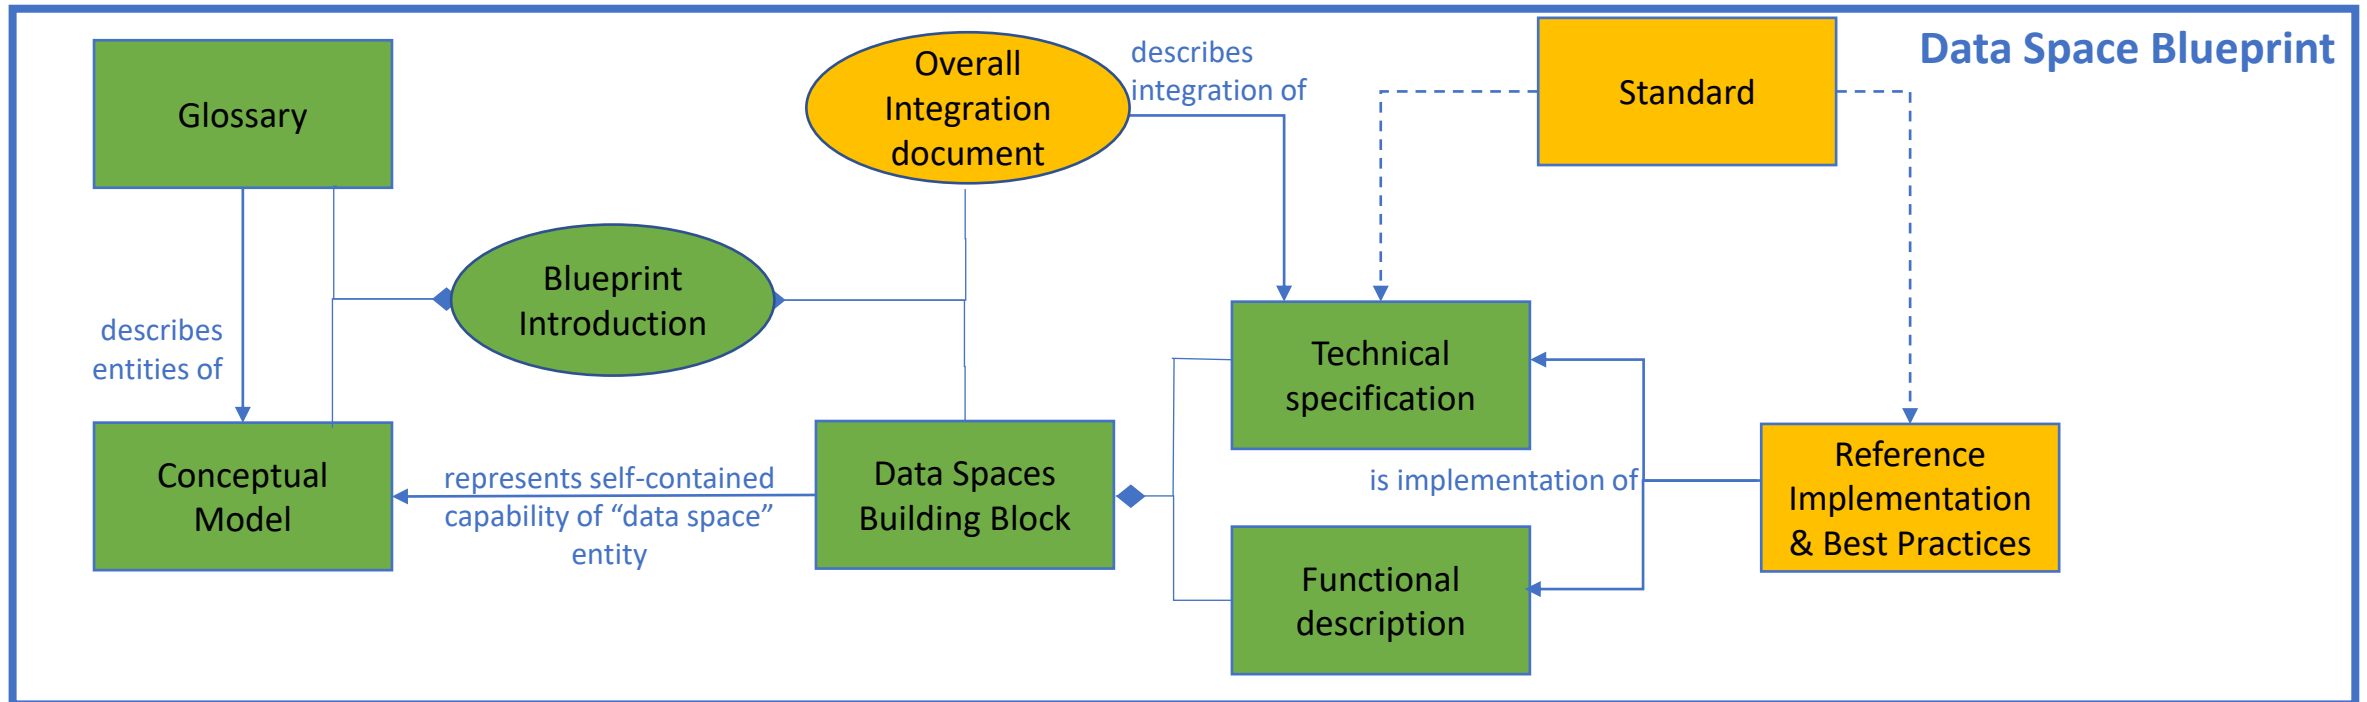 Data Space Blueprint
Glossary
Overall
Integration
document
describes
integration of
Standard
Blueprint
Introduction
describes
entities of
Technical
specification
Conceptual
Model
represents self-contained
capability of “data space”
entity
Data Spaces
Building Block
is implementation of
Reference
Implementation
& Best Practices
Functional
description